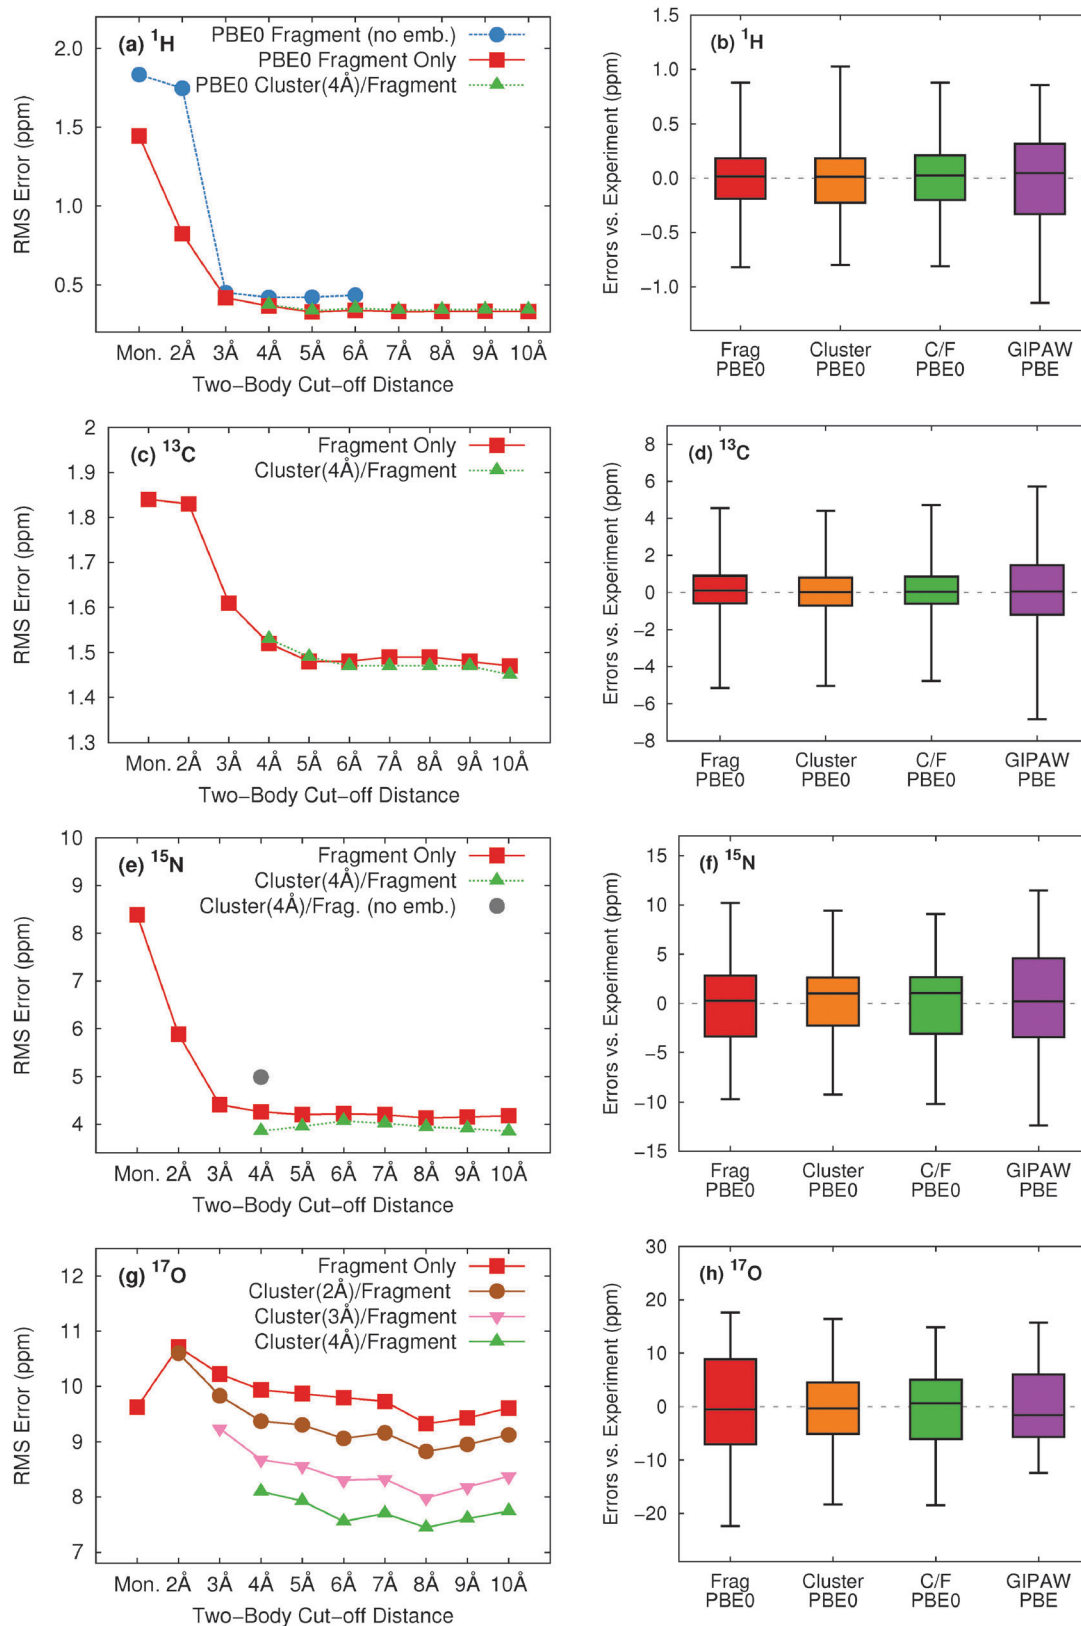 (a) ¹H
PBE0 Fragment (no emb.)
PBE0 Fragment Only
PBE0 Cluster(4Å)/Fragment
RMS Error (ppm)
2.0
1.5
1.0
0.5
Mon. 2Å 3Å 4Å 5Å 6Å 7Å 8Å 9Å 10Å
Two−Body Cut−off Distance
(b) ¹H
Errors vs. Experiment (ppm)
1.5
1.0
0.5
0.0
−0.5
−1.0
Frag Cluster C/F GIPAW
PBE0 PBE0 PBE0 PBE
(c) ¹³C
Fragment Only
Cluster(4Å)/Fragment
RMS Error (ppm)
2
1.9
1.8
1.7
1.6
1.5
1.4
1.3
Mon. 2Å 3Å 4Å 5Å 6Å 7Å 8Å 9Å 10Å
Two−Body Cut−off Distance
(d) ¹³C
Errors vs. Experiment (ppm)
8
6
4
2
0
−2
−4
−6
−8
Frag Cluster C/F GIPAW
PBE0 PBE0 PBE0 PBE
(e) ¹⁵N
Fragment Only
Cluster(4Å)/Fragment
Cluster(4Å)/Frag. (no emb.)
RMS Error (ppm)
10
9
8
7
6
5
4
Mon. 2Å 3Å 4Å 5Å 6Å 7Å 8Å 9Å 10Å
Two−Body Cut−off Distance
(f) ¹⁵N
Errors vs. Experiment (ppm)
15
10
5
0
−5
−10
−15
Frag Cluster C/F GIPAW
PBE0 PBE0 PBE0 PBE
(g) ¹⁷O
Fragment Only
Cluster(2Å)/Fragment
Cluster(3Å)/Fragment
Cluster(4Å)/Fragment
RMS Error (ppm)
12
11
10
9
8
7
Mon. 2Å 3Å 4Å 5Å 6Å 7Å 8Å 9Å 10Å
Two−Body Cut−off Distance
(h) ¹⁷O
Errors vs. Experiment (ppm)
30
20
10
0
−10
−20
Frag Cluster C/F GIPAW
PBE0 PBE0 PBE0 PBE